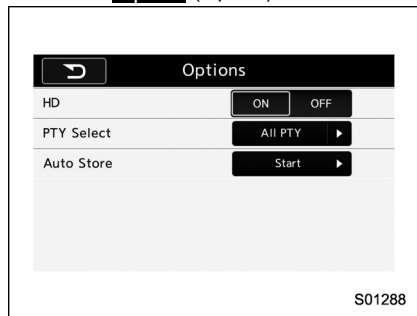 Options
HD ON OFF
PTY Select All PTY
Auto Store Start
S01288